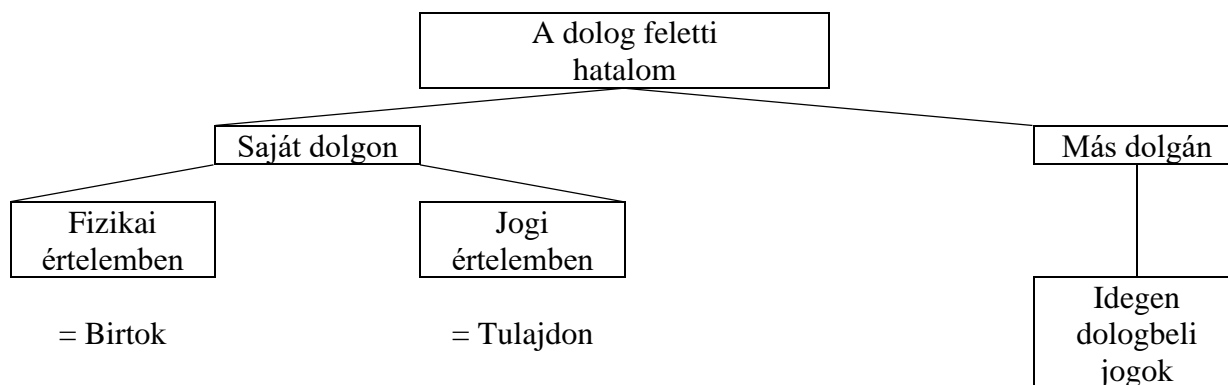 A dolog feletti
hatalom
Saját dolgon
Más dolgán
Fizikai
értelemben
Jogi
értelemben
= Birtok
= Tulajdon
Idegen
dologbeli
jogok